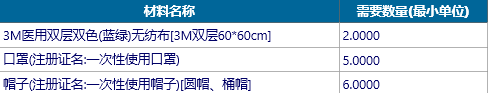 材料名称 需要数量(最小单位)
3M医用双层双色(蓝绿)无纺布[3M双层60*60cm] 2.0000
口罩(注册证名:一次性使用口罩) 5.0000
帽子(注册证名:一次性使用帽子)[圆帽、桶帽] 6.0000